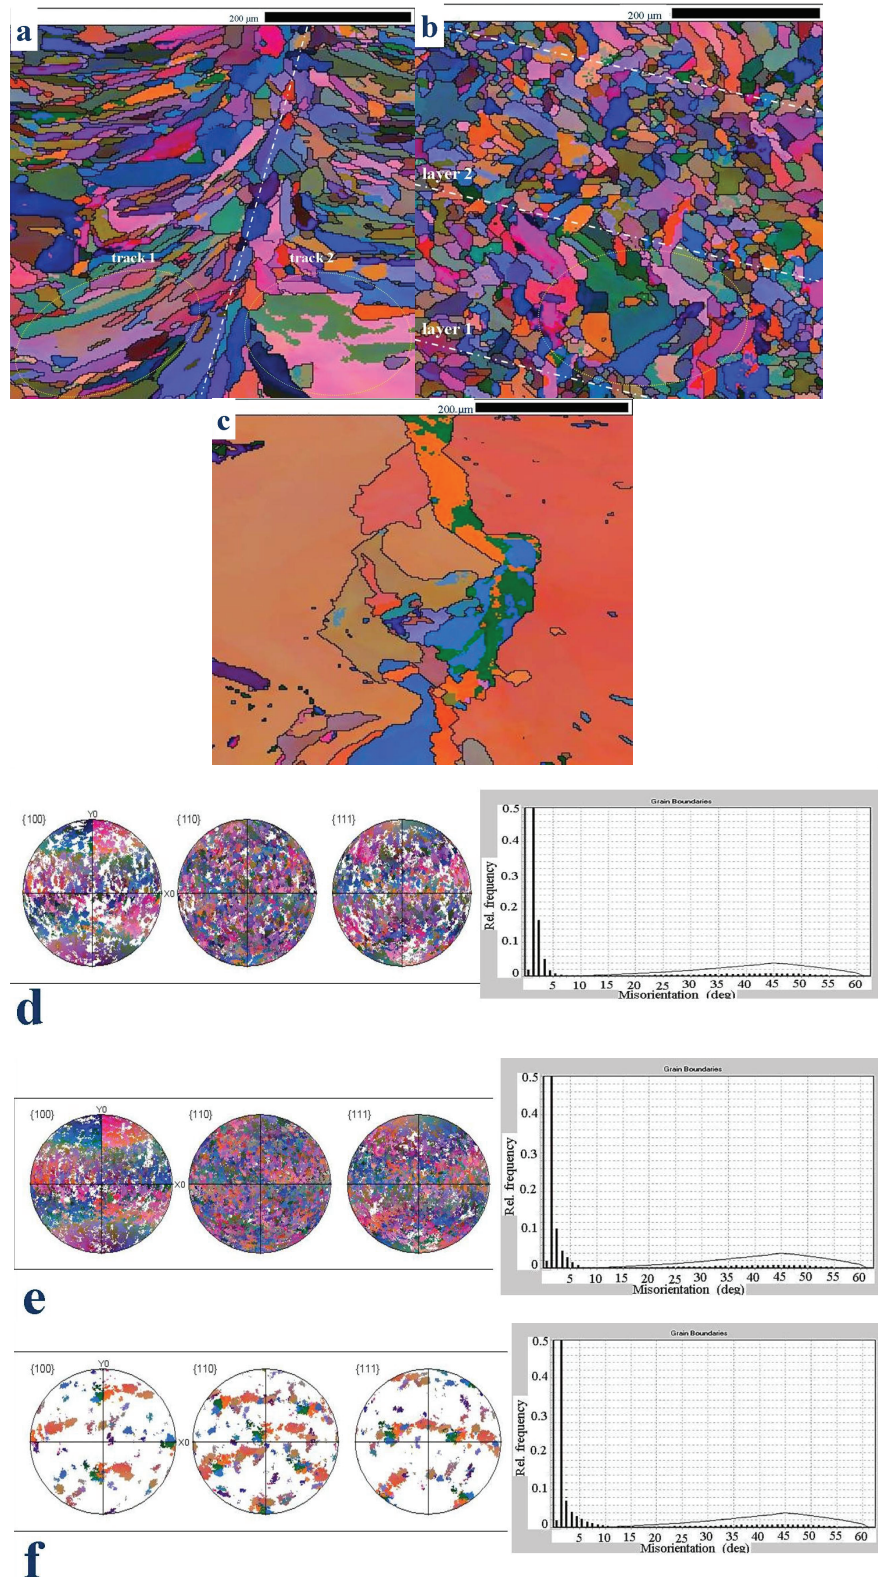 200 µm
200 µm
a
b
layer 2
track 1
track 2
layer 1
200 µm
c
{100}
Y0
{110}
{111}
X0
Grain Boundaries
Rel. frequency
0.5
0.4
0.3
0.2
0.1
0
5 10 15 20 25 30 35 40 45 50 55 60
Misorientation (deg)
d
{100}
Y0
{110}
{111}
X0
Grain Boundaries
Rel. frequency
0.5
0.4
0.3
0.2
0.1
0
5 10 15 20 25 30 35 40 45 50 55 60
Misorientation (deg)
e
{100}
Y0
{110}
{111}
X0
Grain Boundaries
Rel. frequency
0.5
0.4
0.3
0.2
0.1
0
5 10 15 20 25 30 35 40 45 50 55 60
Misorientation (deg)
f